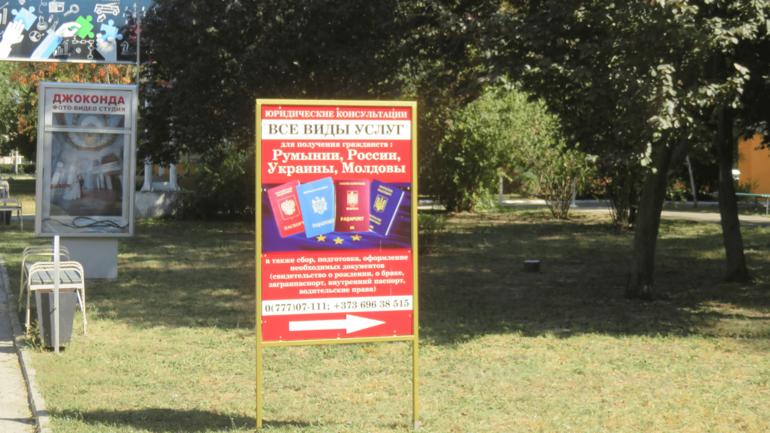 ДЖОКОНДА
ФОТО-ВИДЕО СТУДИЯ
ЮРИДИЧЕСКИЕ КОНСУЛЬТАЦИИ
ВСЕ ВИДЫ УСЛУГ
для получения гражданств :
Румынии, России,
Украины, Молдовы
ПАСПОРТ
PAȘAPORT
а также сбор, подготовка, оформление
необходимых документов
(свидетельство о рождении, о браке,
загранпаспорт, внутренний паспорт,
водительские права)
0(777)07-111; +373 696 38 515